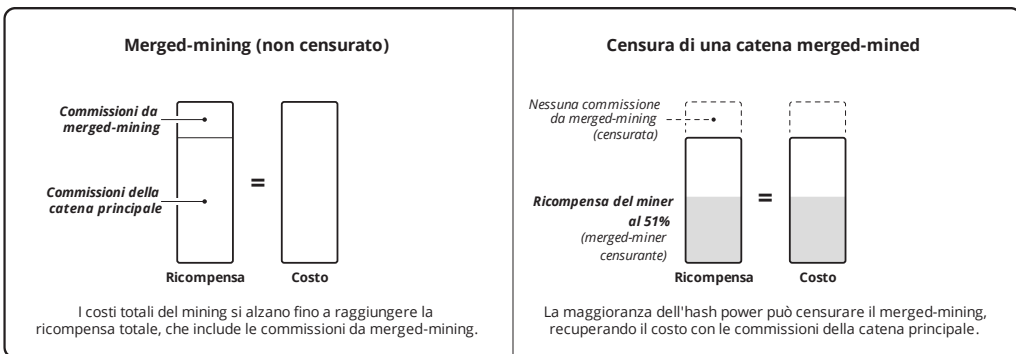 Merged-mining (non censurato)
Commissioni da
merged-mining
Commissioni della
catena principale
=
Ricompensa
Costo
I costi totali del mining si alzano fino a raggiungere la
ricompensa totale, che include le commissioni da merged-mining.
Censura di una catena merged-mined
Nessuna commissione
da merged-mining
(censurata)
Ricompensa del miner
al 51%
(merged-miner
censurante)
=
Ricompensa
Costo
La maggioranza dell'hash power può censurare il merged-mining,
recuperando il costo con le commissioni della catena principale.